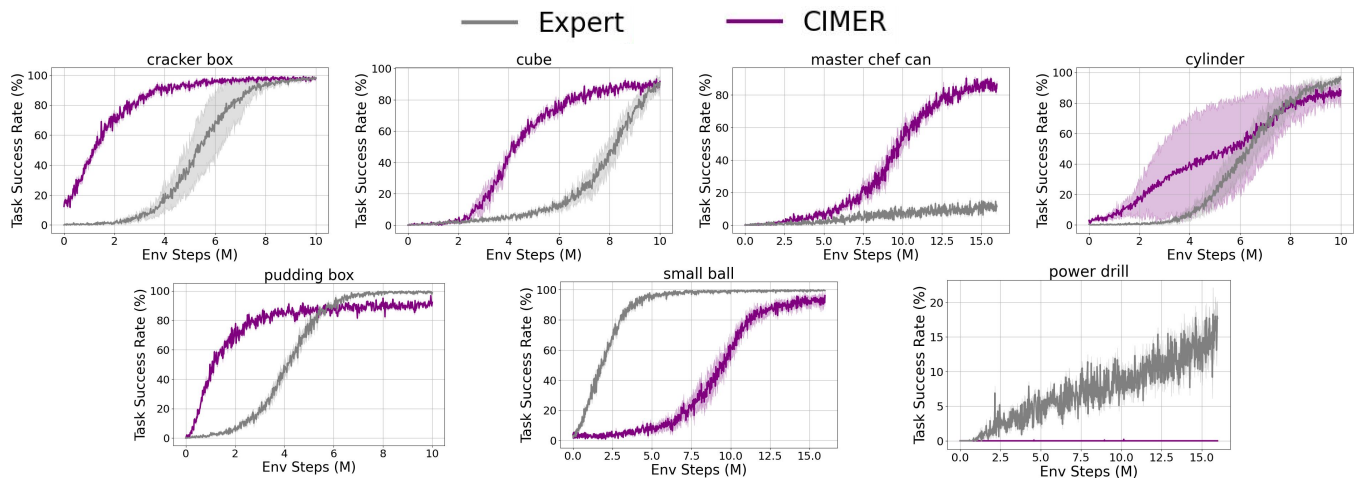 Expert CIMER
cracker box
Task Success Rate (%)
100
80
60
40
20
0
0 2 4 6 8 10
Env Steps (M)
cube
Task Success Rate (%)
100
80
60
40
20
0
0 2 4 6 8 10
Env Steps (M)
master chef can
Task Success Rate (%)
80
60
40
20
0
0.0 2.5 5.0 7.5 10.0 12.5 15.0
Env Steps (M)
cylinder
Task Success Rate (%)
100
80
60
40
20
0
0 2 4 6 8 10
Env Steps (M)
pudding box
Task Success Rate (%)
100
80
60
40
20
0
0 2 4 6 8 10
Env Steps (M)
small ball
Task Success Rate (%)
100
80
60
40
20
0
0.0 2.5 5.0 7.5 10.0 12.5 15.0
Env Steps (M)
power drill
Task Success Rate (%)
20
15
10
5
0
0.0 2.5 5.0 7.5 10.0 12.5 15.0
Env Steps (M)